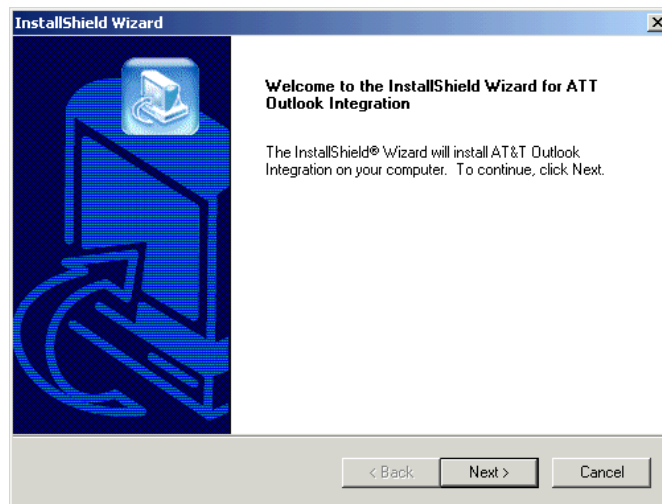 InstallShield Wizard
Welcome to the InstallShield Wizard for ATT
Outlook Integration
The InstallShield® Wizard will install AT&T Outlook
Integration on your computer. To continue, click Next.
< Back
Next >
Cancel